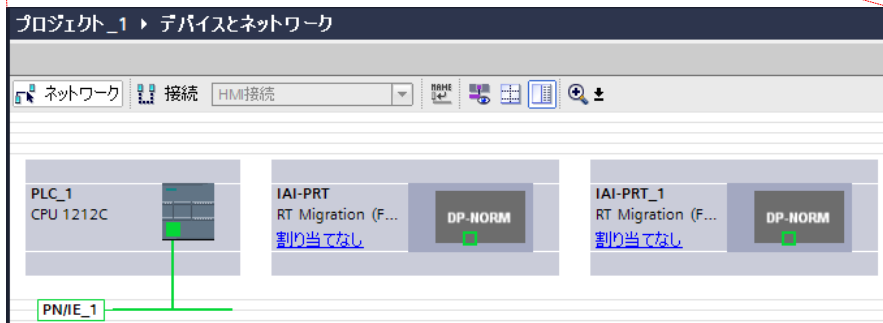 プロジェクト_1 ▸ デバイスとネットワーク
ネットワーク 接続 HMI接続 NAME
PLC_1
CPU 1212C
IAI-PRT
RT Migration (F...
割り当てなし
DP-NORM
IAI-PRT_1
RT Migration (F...
割り当てなし
DP-NORM
PN/IE_1